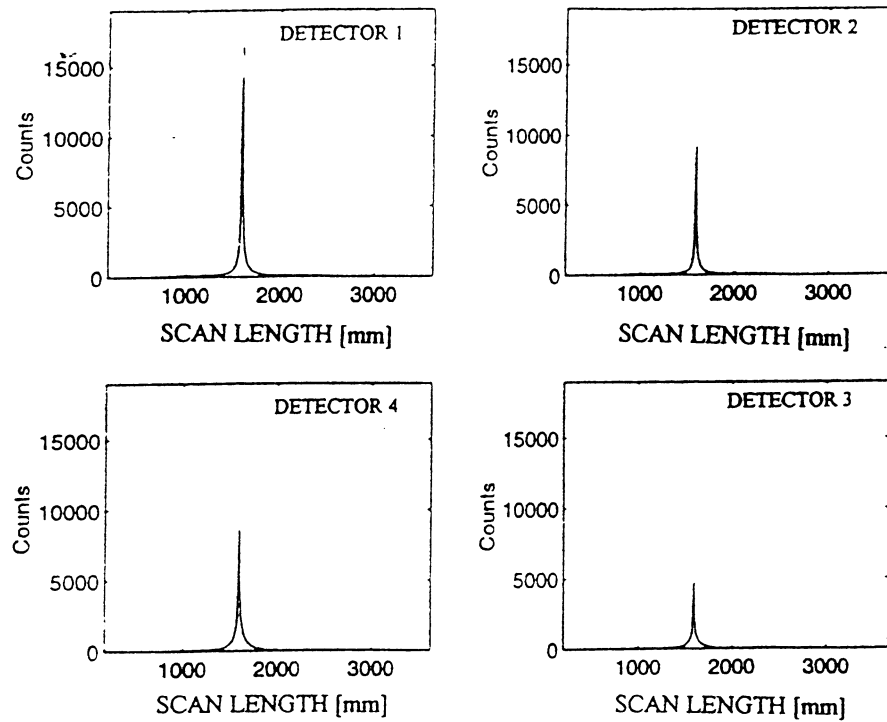 DETECTOR 1
15000
10000
5000
0
Counts
1000 2000 3000
SCAN LENGTH [mm]
DETECTOR 2
15000
10000
5000
0
Counts
1000 2000 3000
SCAN LENGTH [mm]
DETECTOR 4
15000
10000
5000
0
Counts
1000 2000 3000
SCAN LENGTH [mm]
DETECTOR 3
15000
10000
5000
0
Counts
1000 2000 3000
SCAN LENGTH [mm]